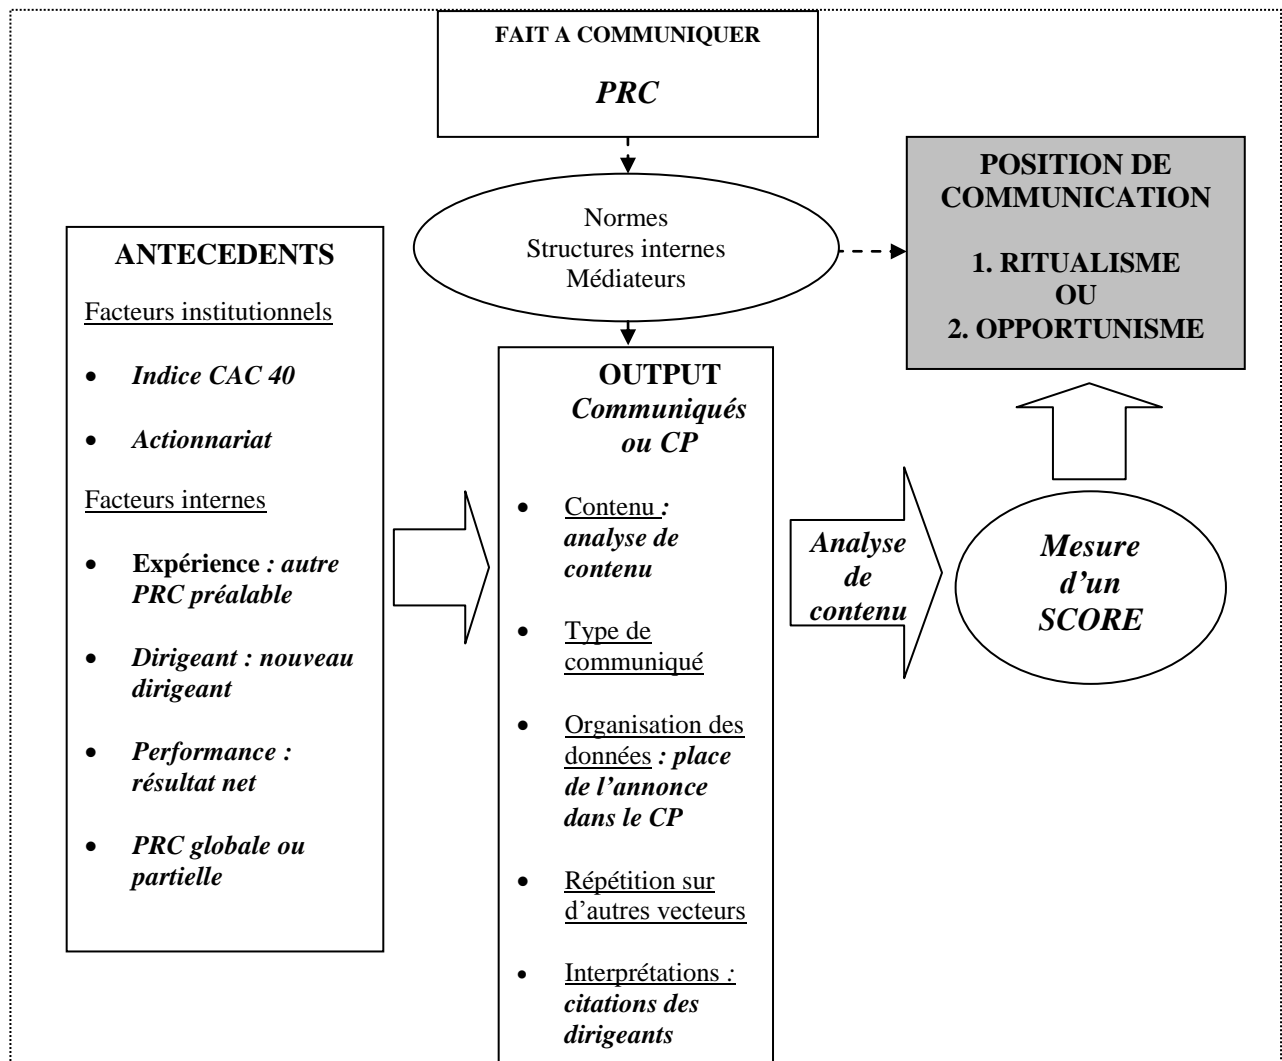 FAIT A COMMUNIQUER
PRC
Normes
Structures internes
Médiateurs
POSITION DE
COMMUNICATION
1. RITUALISME
OU
2. OPPORTUNISME
ANTECEDENTS
Facteurs institutionnels
• Indice CAC 40
• Actionnariat
Facteurs internes
• Expérience : autre
PRC préalable
• Dirigeant : nouveau
dirigeant
• Performance :
résultat net
• PRC globale ou
partielle
OUTPUT
Communiqués
ou CP
• Contenu :
analyse de
contenu
• Type de
communiqué
• Organisation des
données : place
de l’annonce
dans le CP
• Répétition sur
d’autres vecteurs
• Interprétations :
citations des
dirigeants
Analyse
de
contenu
Mesure
d’un
SCORE